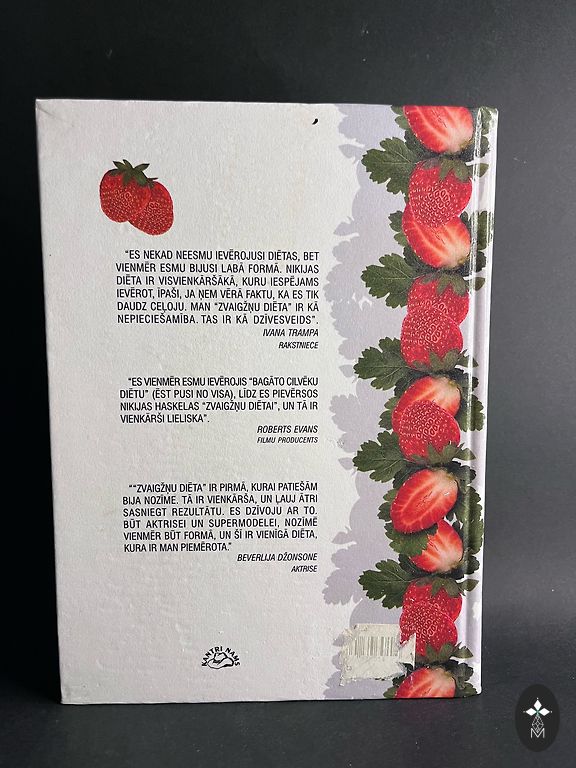 “ES NEKAD NEESMU IEVĒROJUSI DIĒTAS, BET
VIENMĒR ESMU BIJUSI LABĀ FORMĀ. NIKIJAS
DIĒTA IR VISVIENKĀRŠĀKĀ, KURU IESPĒJAMS
IEVĒROT, ĪPAŠI, JA ŅEM VĒRĀ FAKTU, KA ES TIK
DAUDZ CEĻOJU. MAN “ZVAIGŽŅU DIĒTA” IR KĀ
NEPIECIEŠAMĪBA. TAS IR KĀ DZĪVESVEIDS”.
IVANA TRAMPA
RAKSTNIECE
“ES VIENMĒR ESMU IEVĒROJIS “BAGĀTO CILVĒKU
DIĒTU” (ĒST PUSI NO VISA), LĪDZ ES PIEVĒRSOS
NIKIJAS HASKELAS “ZVAIGŽŅU DIĒTAI”, UN TĀ IR
VIENKĀRŠI LIELISKA”.
ROBERTS EVANS
FILMU PRODUCENTS
““ZVAIGŽŅU DIĒTA” IR PIRMĀ, KURAI PATIEŠĀM
BIJA NOZĪME. TĀ IR VIENKĀRŠA, UN ĻAUJ ĀTRI
SASNIEGT REZULTĀTU. ES DZĪVOJU AR TO.
BŪT AKTRISEI UN SUPERMODELEI, NOZĪMĒ
VIENMĒR BŪT FORMĀ, UN ŠĪ IR VIENĪGĀ DIĒTA,
KURA IR MAN PIEMĒROTA.”
BEVERLIJA DŽONSONE
AKTRISE
KANTRI NAMS
M